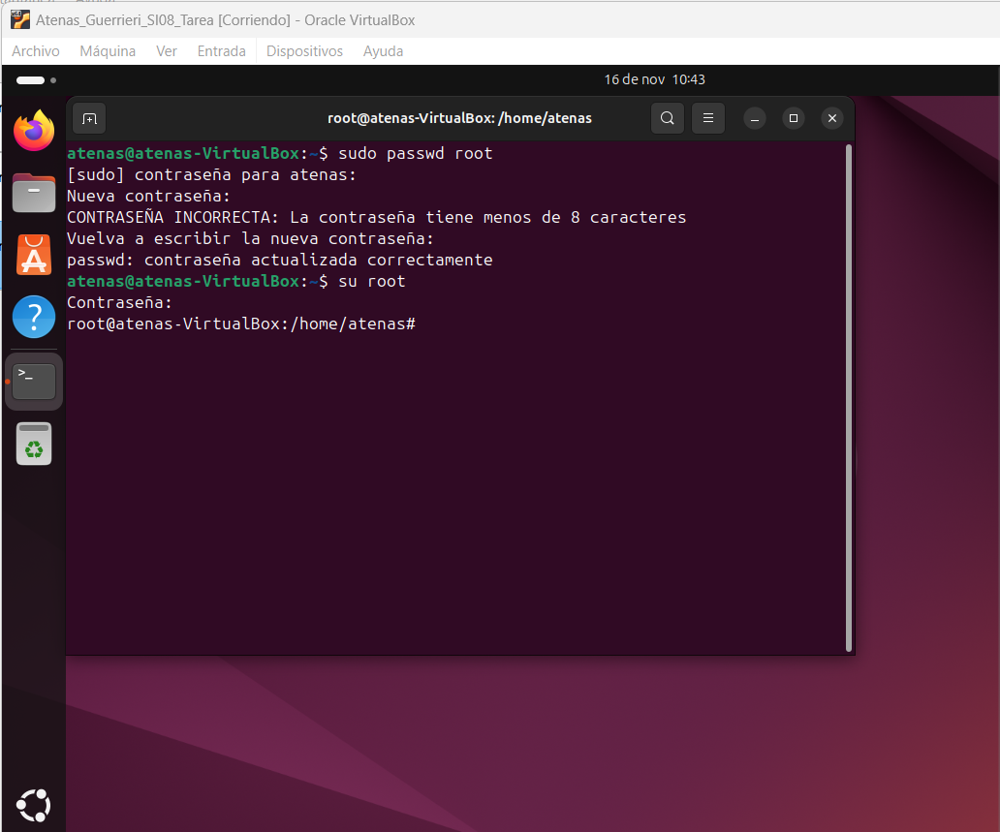 Atenas_Guerrieri_SI08_Tarea [Corriendo] - Oracle VirtualBox
Archivo Máquina Ver Entrada Dispositivos Ayuda
16 de nov 10:43
root@atenas-VirtualBox: /home/atenas
atenas@atenas-VirtualBox:~$ sudo passwd root
[sudo] contraseña para atenas:
Nueva contraseña:
CONTRASEÑA INCORRECTA: La contraseña tiene menos de 8 caracteres
Vuelva a escribir la nueva contraseña:
passwd: contraseña actualizada correctamente
atenas@atenas-VirtualBox:~$ su root
Contraseña:
root@atenas-VirtualBox:/home/atenas#